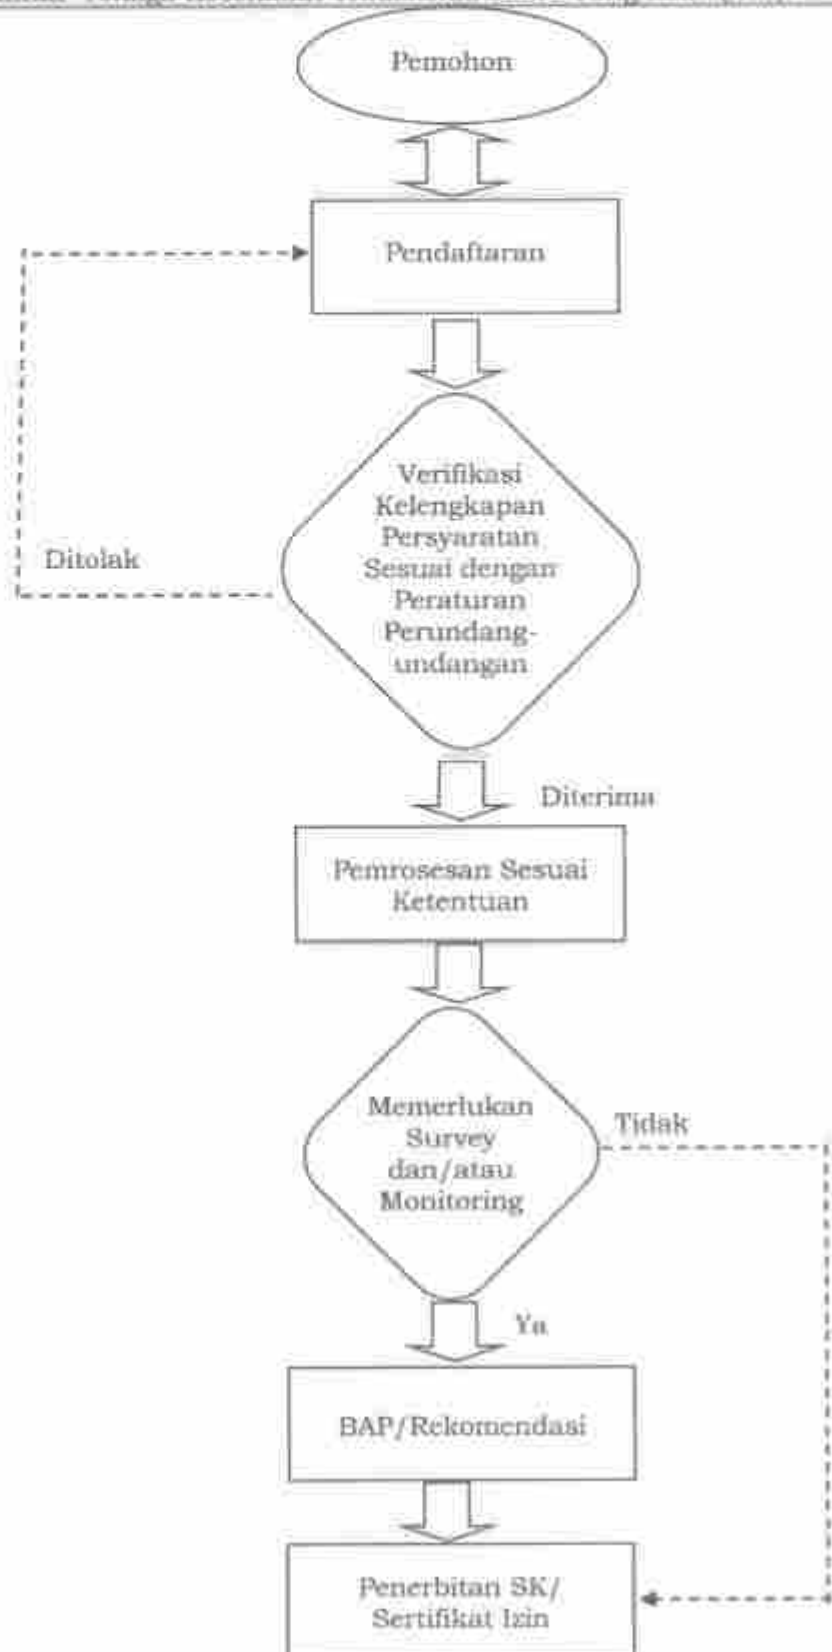 Pemohon
Pendaftaran
Verifikasi
Kelengkapan
Persyaratan
Sesuai dengan
Peraturan
Perundang-
undangan
Ditolak
Diterima
Pemrosesan Sesuai
Ketentuan
Memerlukan
Survey
dan/atau
Monitoring
Tidak
Ya
BAP/Rekomendasi
Penerbitan SK/
Sertifikat Izin